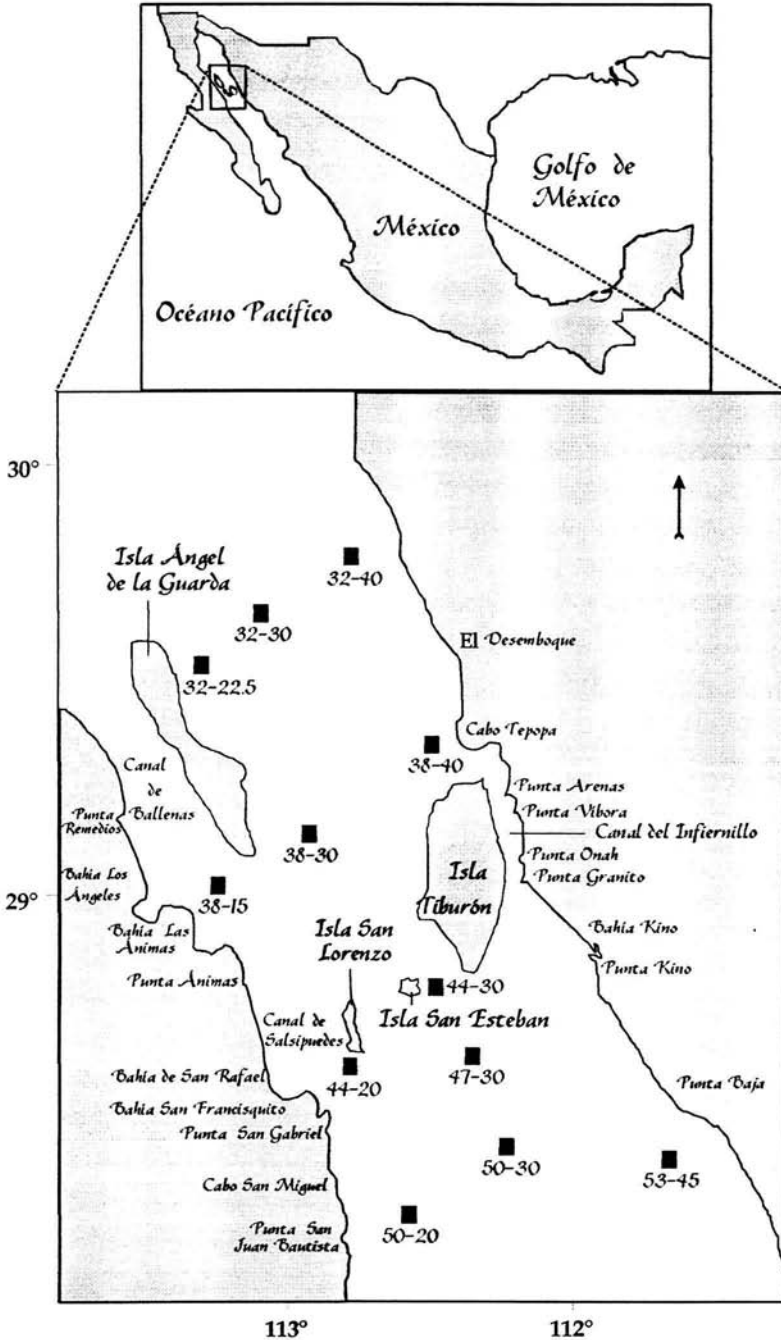 Golfo de
México
México
Océano Pacífico
30°
Isla Ángel
de la Guarda
32-40
32-30
El Desemboque
32-22.5
Cabo Tepopa
38-40
Canal
de
Ballenas
Punta Arenas
Punta Víbora
Punta
Remedios
Canal del Infiernillo
38-30
Punta Onah
Punta Granito
Bahía Los
Ángeles
Isla
Tiburón
29°
38-15
Isla San
Lorenzo
Bahía Las
Ánimas
Bahía Kino
Punta Kino
Punta Ánimas
44-30
Isla San Esteban
Canal de
Salsipuedes
Bahía de San Rafael
44-20
47-30
Punta Baja
Bahía San Francisquito
Punta San Gabriel
50-30
53-45
Cabo San Miguel
50-20
Punta San
Juan Bautista
113°
112°